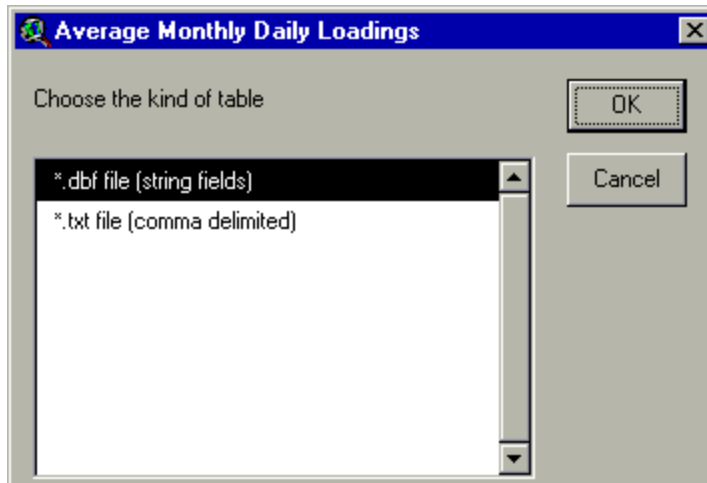 Average Monthly Daily Loadings
Choose the kind of table
OK
*.dbf file (string fields)
Cancel
*.txt file (comma delimited)